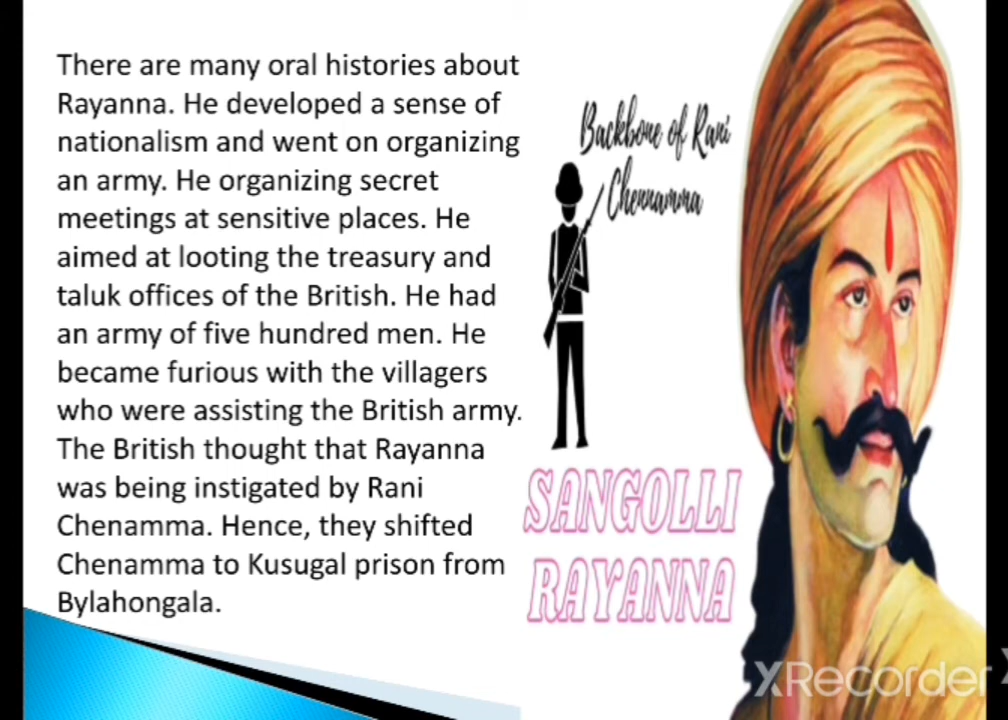 There are many oral histories about
Rayanna. He developed a sense of
nationalism and went on organizing
an army. He organizing secret
meetings at sensitive places. He
aimed at looting the treasury and
taluk offices of the British. He had
an army of five hundred men. He
became furious with the villagers
who were assisting the British army.
The British thought that Rayanna
was being instigated by Rani
Chenamma. Hence, they shifted
Chenamma to Kusugal prison from
Bylahongala.
Backbone of Rani
Chennamma
SANGOLLI
RAYANNA
XRecorder